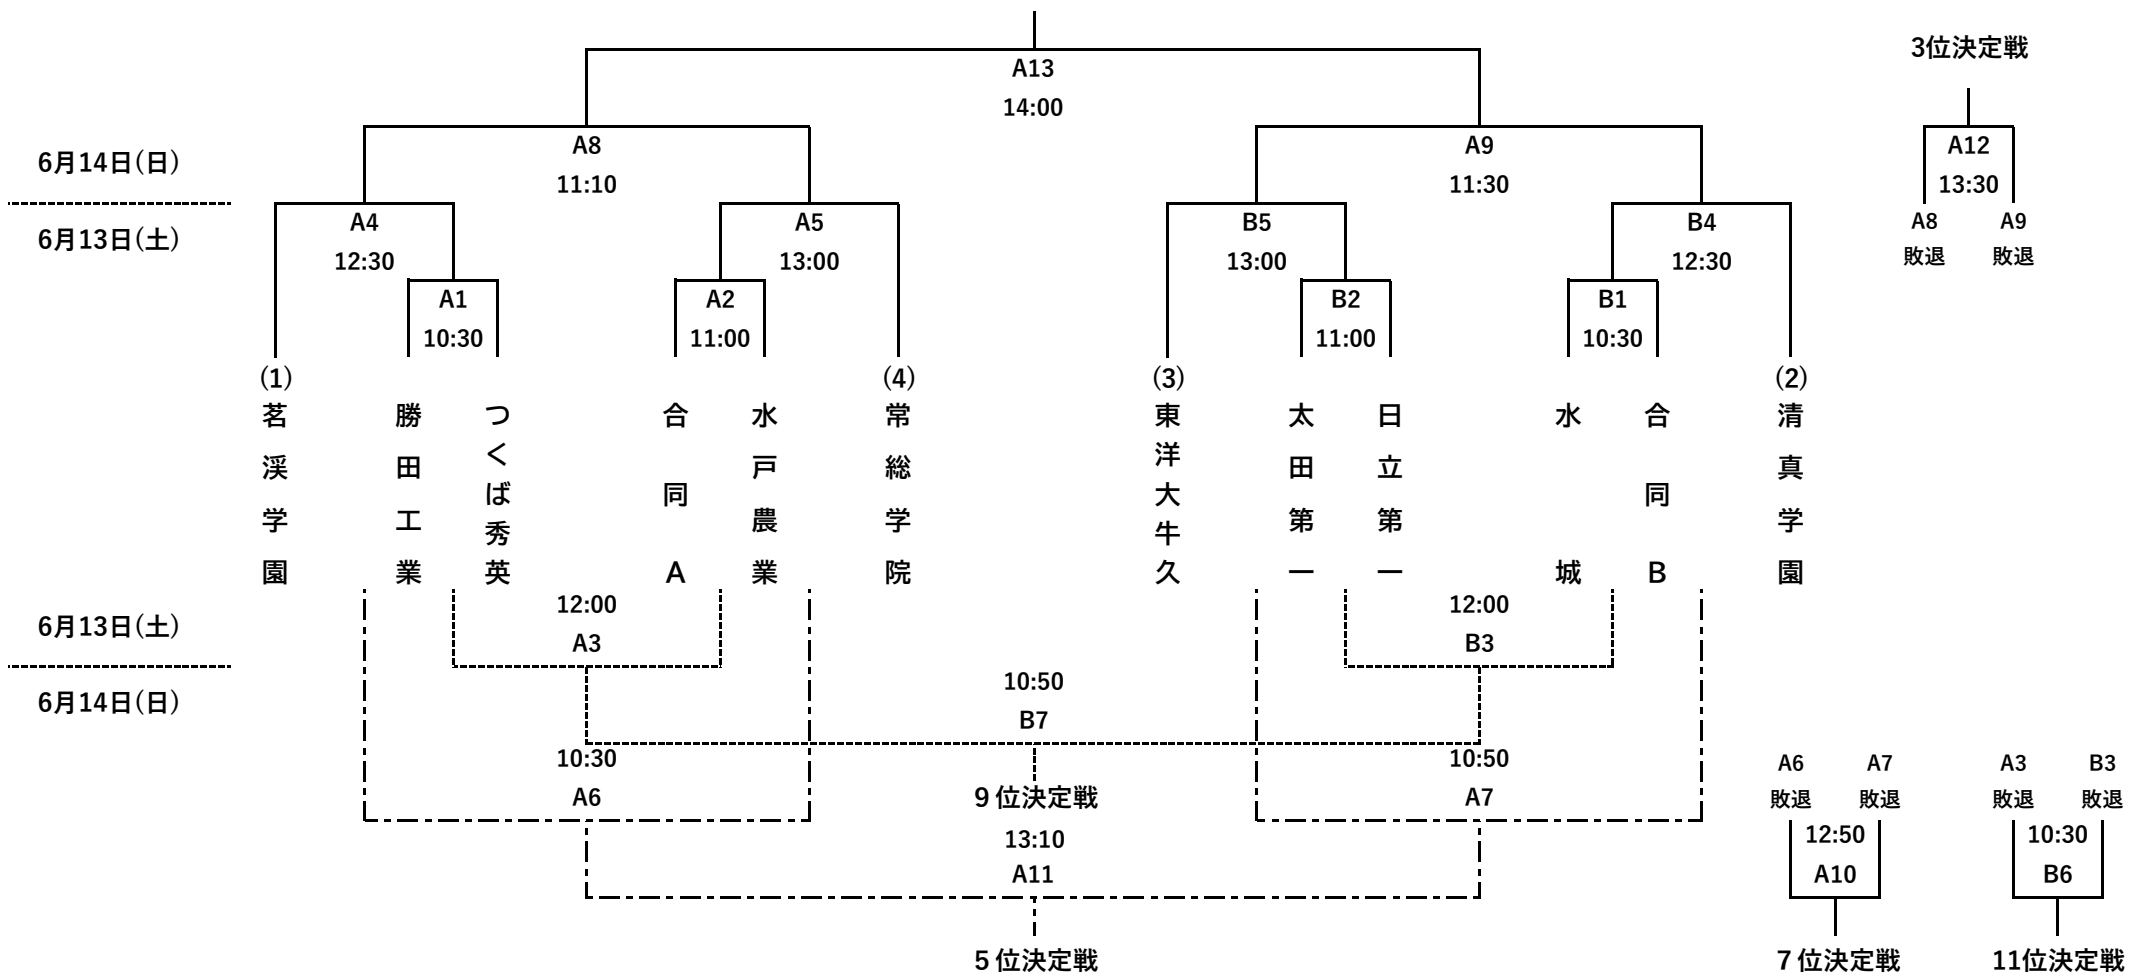 3位決定戦
A13
14:00
A8
A9
A12
6月14日(日)
11:10
11:30
13:30
A4
A5
B5
B4
A8
A9
6月13日(土)
12:30
13:00
13:00
12:30
敗退
敗退
A1
A2
B2
B1
10:30
11:00
11:00
10:30
(1)
(4)
(3)
(2)
茗溪学園
勝田工業
つくば秀英
合同A
水戸農業
常総学院
東洋大牛久
太田第一
日立第一
水城
合同B
清真学園
12:00
12:00
6月13日(土)
A3
B3
10:50
6月14日(日)
B7
10:30
10:50
A6
A7
A3
B3
A6
9位決定戦
A7
敗退
敗退
敗退
敗退
13:10
12:50
10:30
A11
A10
B6
5位決定戦
7位決定戦
11位決定戦